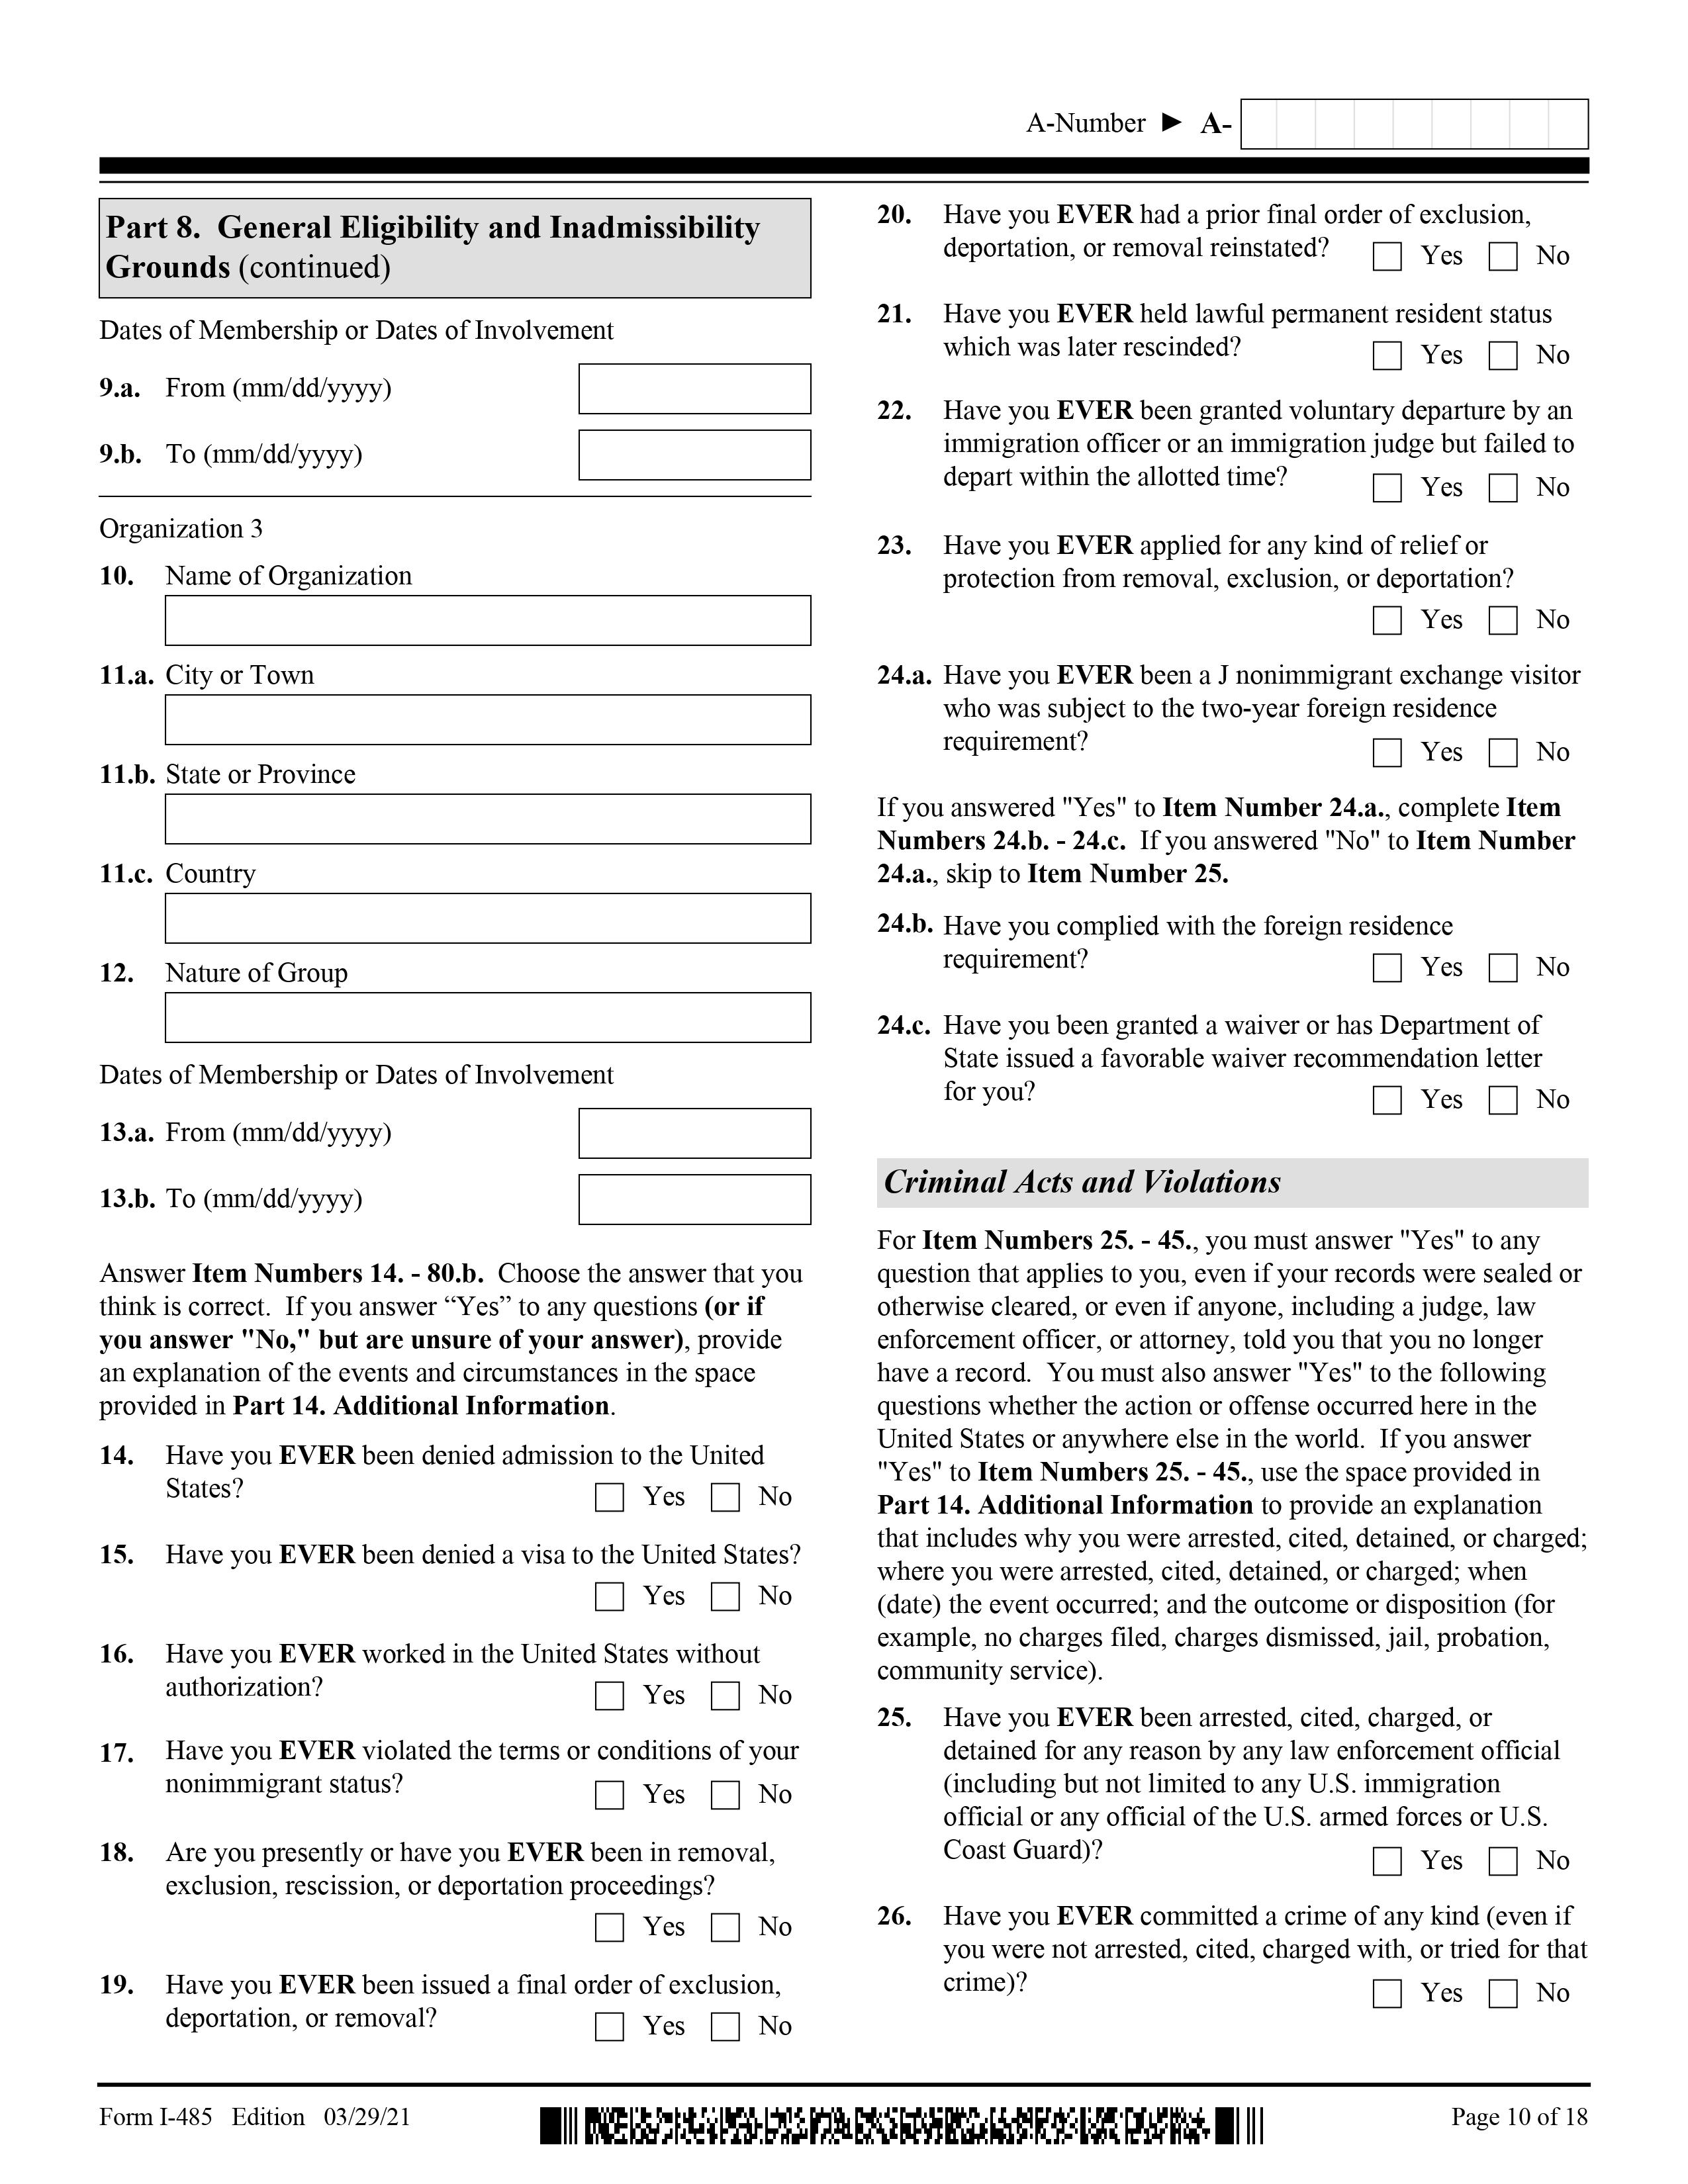 A-Number ► A-
Part 8. General Eligibility and Inadmissibility
Grounds (continued)
Dates of Membership or Dates of Involvement
9.a. From (mm/dd/yyyy)
9.b. To (mm/dd/yyyy)
Organization 3
10. Name of Organization
11.a. City or Town
11.b. State or Province
11.c. Country
12. Nature of Group
Dates of Membership or Dates of Involvement
13.a. From (mm/dd/yyyy)
13.b. To (mm/dd/yyyy)
Answer Item Numbers 14. - 80.b. Choose the answer that you
think is correct. If you answer “Yes” to any questions (or if
you answer "No," but are unsure of your answer), provide
an explanation of the events and circumstances in the space
provided in Part 14. Additional Information.
14. Have you EVER been denied admission to the United
States?
Yes No
15. Have you EVER been denied a visa to the United States?
Yes No
16. Have you EVER worked in the United States without
authorization?
Yes No
17. Have you EVER violated the terms or conditions of your
nonimmigrant status?
Yes No
18. Are you presently or have you EVER been in removal,
exclusion, rescission, or deportation proceedings?
Yes No
19. Have you EVER been issued a final order of exclusion,
deportation, or removal?
Yes No
20. Have you EVER had a prior final order of exclusion,
deportation, or removal reinstated?
Yes No
21. Have you EVER held lawful permanent resident status
which was later rescinded?
Yes No
22. Have you EVER been granted voluntary departure by an
immigration officer or an immigration judge but failed to
depart within the allotted time?
Yes No
23. Have you EVER applied for any kind of relief or
protection from removal, exclusion, or deportation?
Yes No
24.a. Have you EVER been a J nonimmigrant exchange visitor
who was subject to the two-year foreign residence
requirement?
Yes No
If you answered "Yes" to Item Number 24.a., complete Item
Numbers 24.b. - 24.c. If you answered "No" to Item Number
24.a., skip to Item Number 25.
24.b. Have you complied with the foreign residence
requirement?
Yes No
24.c. Have you been granted a waiver or has Department of
State issued a favorable waiver recommendation letter
for you?
Yes No
Criminal Acts and Violations
For Item Numbers 25. - 45., you must answer "Yes" to any
question that applies to you, even if your records were sealed or
otherwise cleared, or even if anyone, including a judge, law
enforcement officer, or attorney, told you that you no longer
have a record. You must also answer "Yes" to the following
questions whether the action or offense occurred here in the
United States or anywhere else in the world. If you answer
"Yes" to Item Numbers 25. - 45., use the space provided in
Part 14. Additional Information to provide an explanation
that includes why you were arrested, cited, detained, or charged;
where you were arrested, cited, detained, or charged; when
(date) the event occurred; and the outcome or disposition (for
example, no charges filed, charges dismissed, jail, probation,
community service).
25. Have you EVER been arrested, cited, charged, or
detained for any reason by any law enforcement official
(including but not limited to any U.S. immigration
official or any official of the U.S. armed forces or U.S.
Coast Guard)?
Yes No
26. Have you EVER committed a crime of any kind (even if
you were not arrested, cited, charged with, or tried for that
crime)?
Yes No
Form I-485 Edition 03/29/21
Page 10 of 18